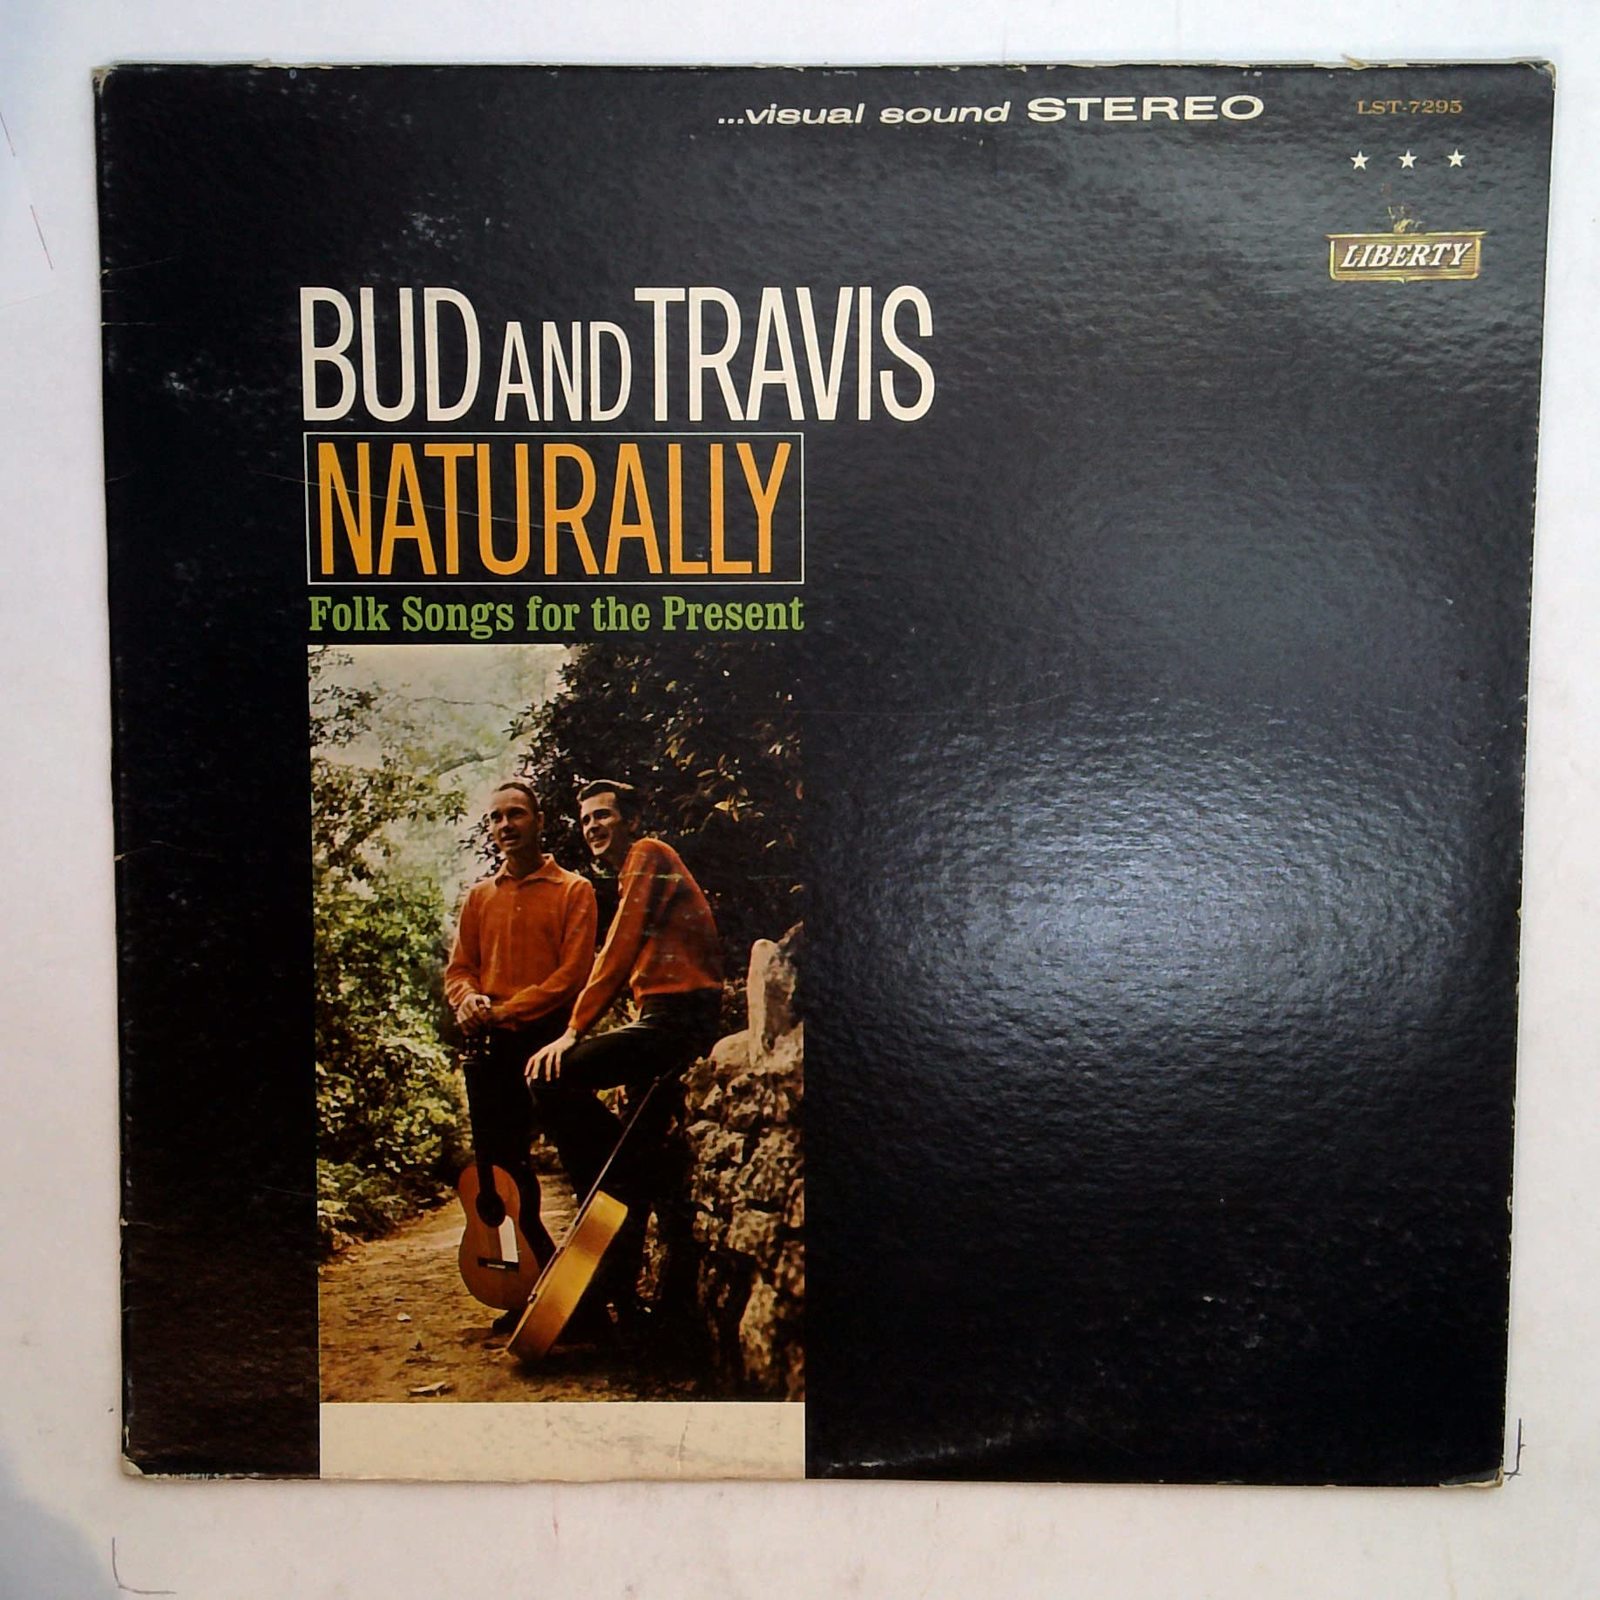 ...visual sound STEREO
LST-7295
LIBERTY
BUD AND TRAVIS
NATURALLY
Folk Songs for the Present